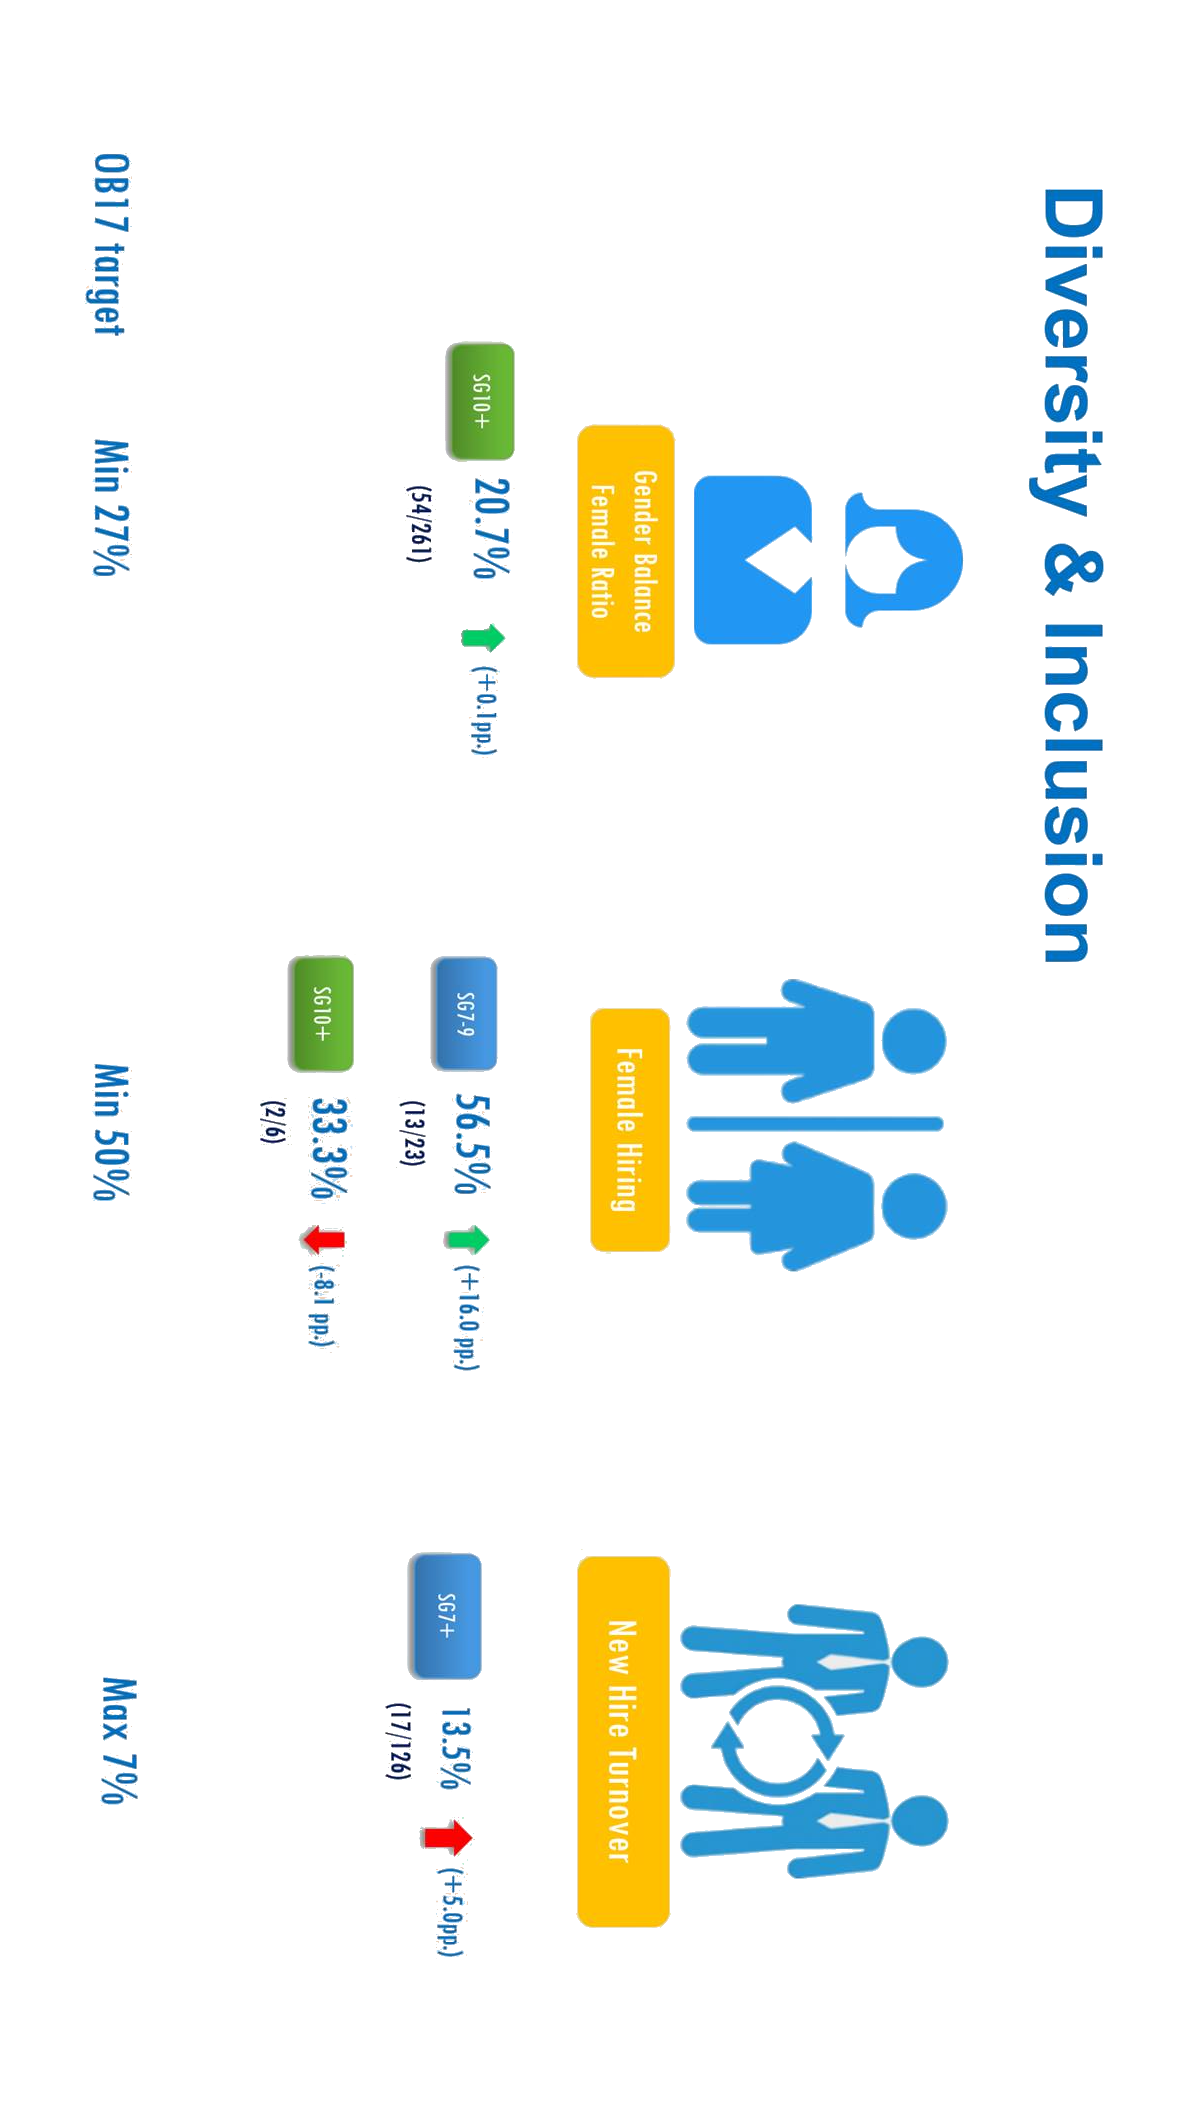 Diversity & Inclusion
Gender Balance
Female Ratio
SG10+ 20.7% (+0.1pp.)
(54/261)
Female Hiring
SG7-9 56.5% (+16.0 pp.)
(13/23)
SG10+ 33.3% (-8.1 pp.)
(2/6)
New Hire Turnover
SG7+ 13.5% (+5.0pp.)
(17/126)
OB17 target Min 27% Min 50% Max 7%